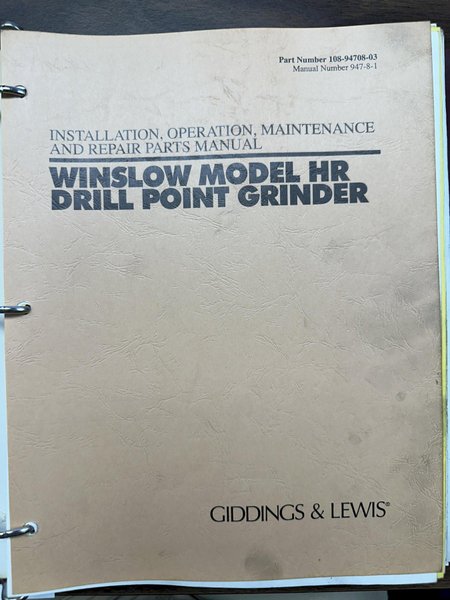 Part Number 108-94708-03
Manual Number 947-8-1
INSTALLATION, OPERATION, MAINTENANCE
AND REPAIR PARTS MANUAL
WINSLOW MODEL HR
DRILL POINT GRINDER
GIDDINGS & LEWIS®